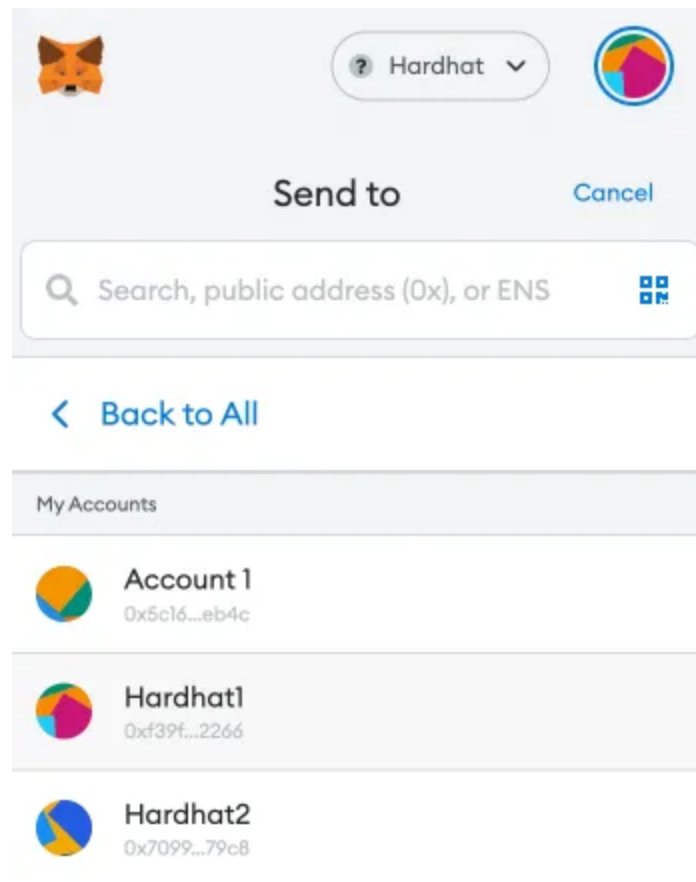 ? Hardhat
Send to Cancel
Search, public address (0x), or ENS
Back to All
My Accounts
Account 1
0x5c16...eb4c
Hardhat1
0xf39f...2266
Hardhat2
0x7099...79c8